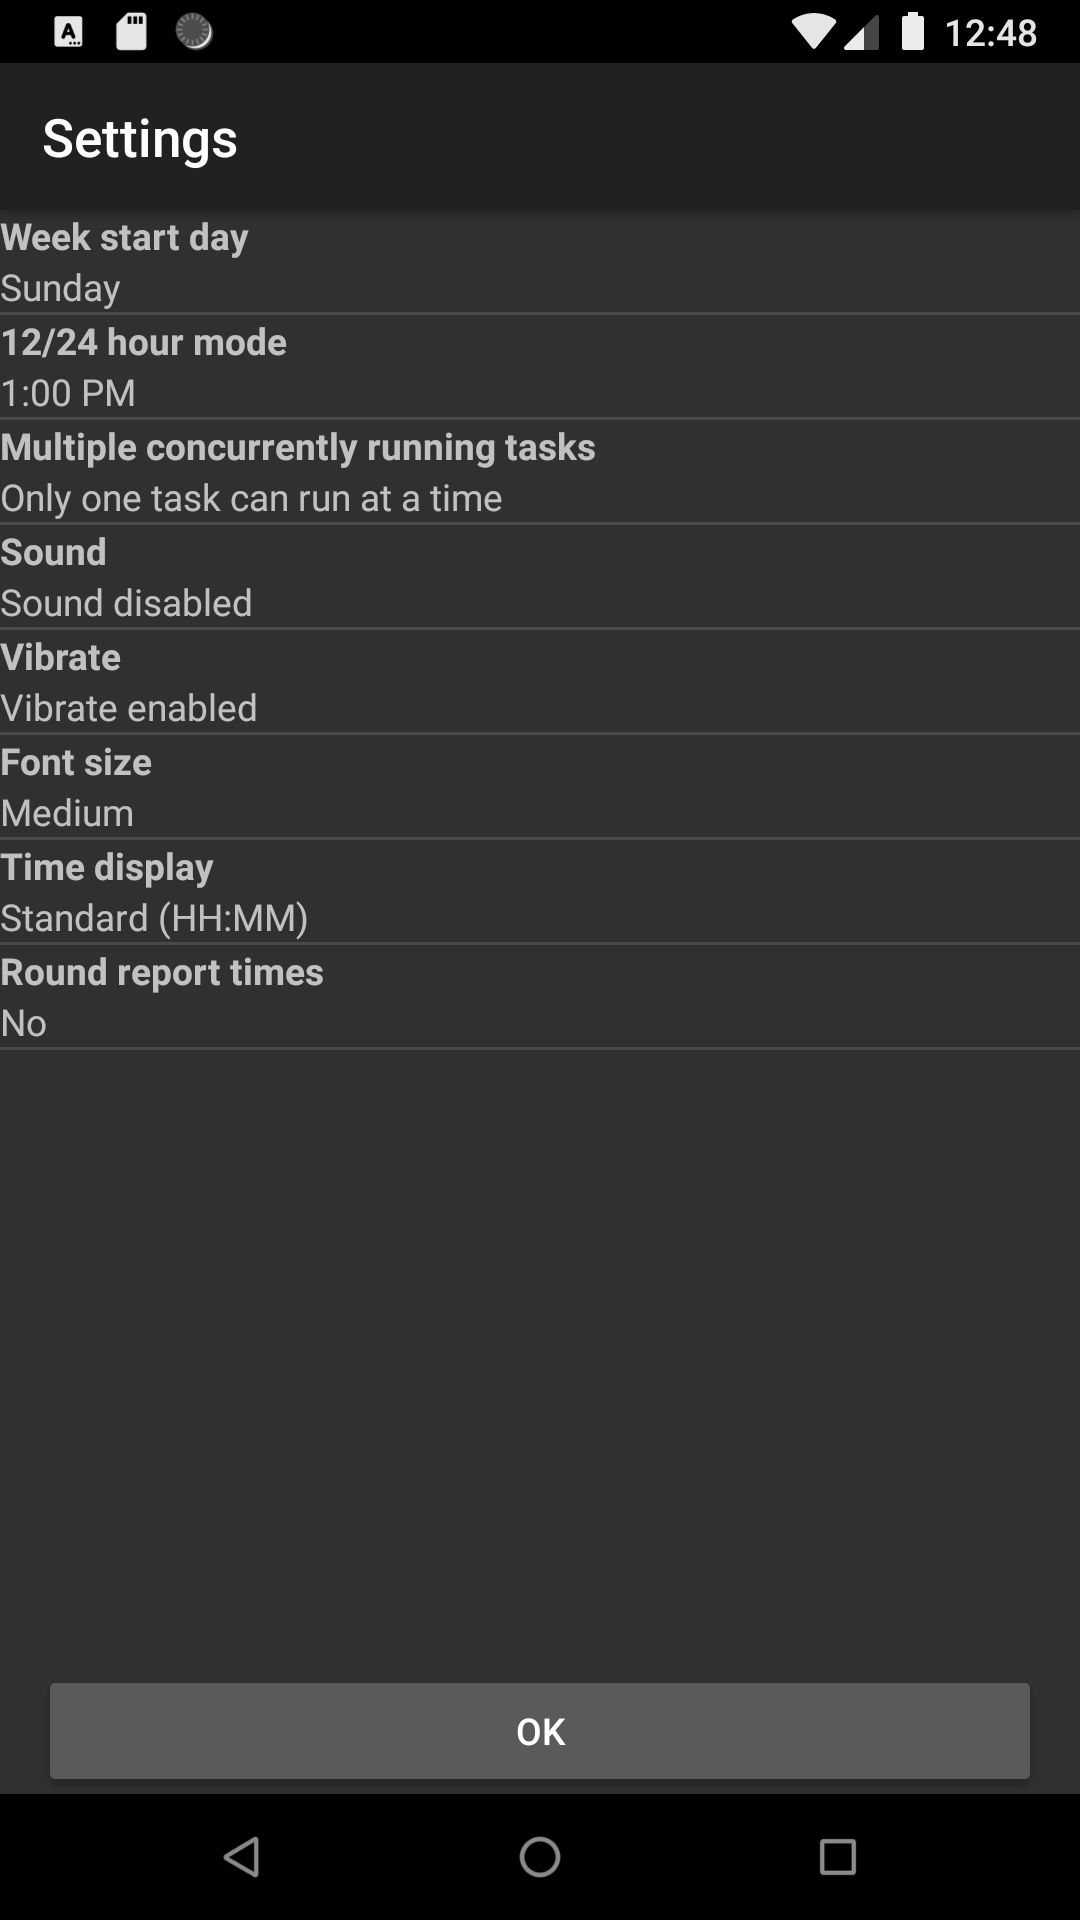 12:48
Settings
Week start day
Sunday
12/24 hour mode
1:00 PM
Multiple concurrently running tasks
Only one task can run at a time
Sound
Sound disabled
Vibrate
Vibrate enabled
Font size
Medium
Time display
Standard (HH:MM)
Round report times
No
OK